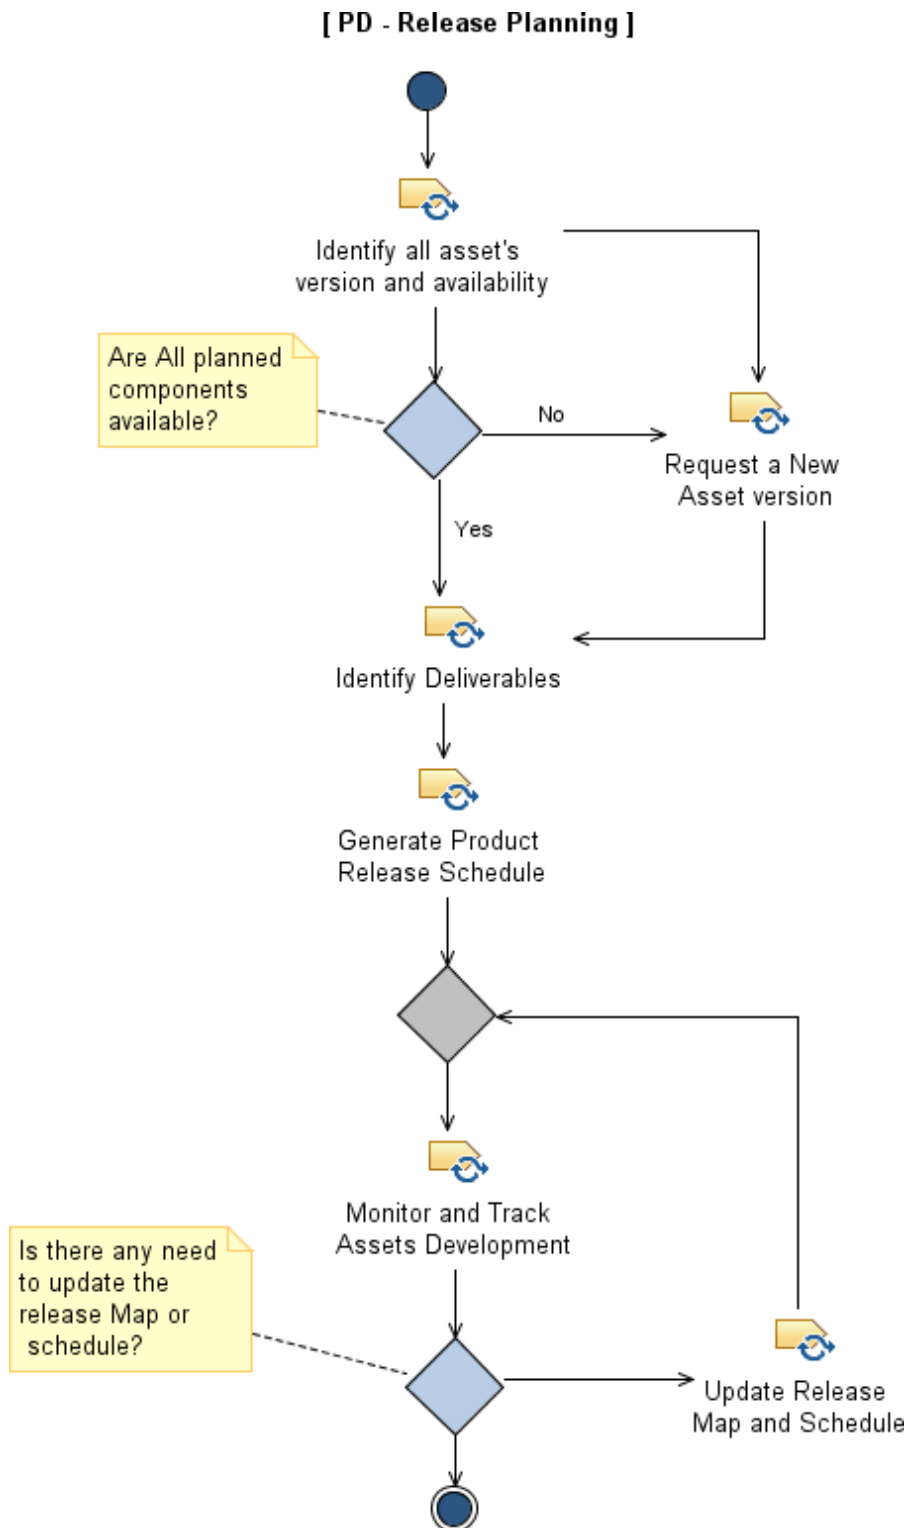 [ PD - Release Planning ]
Identify all asset's
version and availability
Are All planned
components
available?
No
Request a New
Asset version
Yes
Identify Deliverables
Generate Product
Release Schedule
Monitor and Track
Assets Development
Is there any need
to update the
release Map or
schedule?
Update Release
Map and Schedule